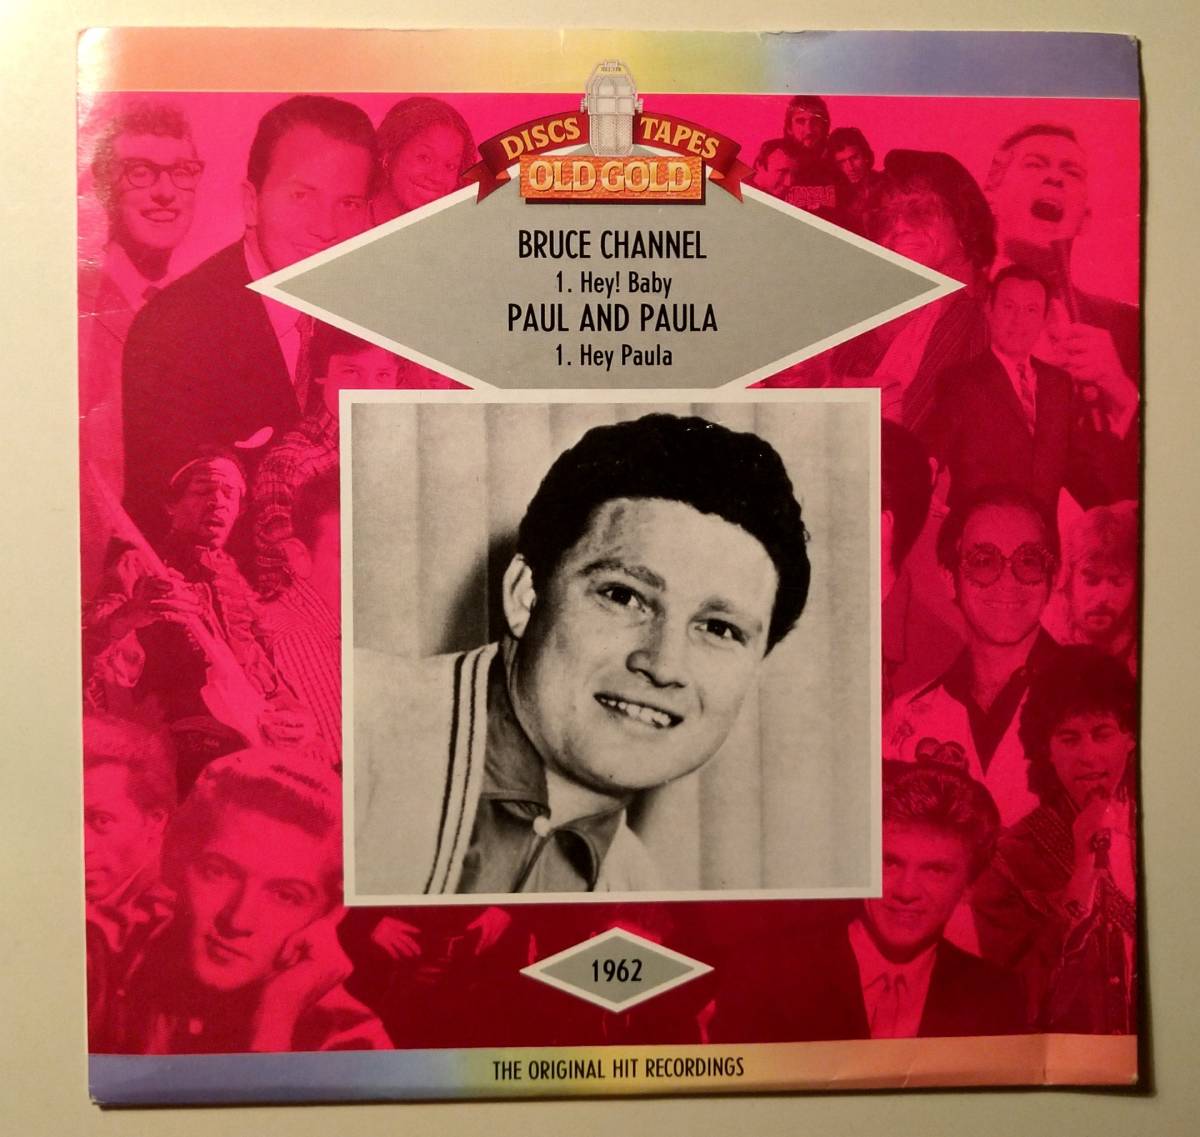 DISCS TAPES
OLD GOLD
BRUCE CHANNEL
1. Hey! Baby
PAUL AND PAULA
1. Hey Paula
1962
THE ORIGINAL HIT RECORDINGS